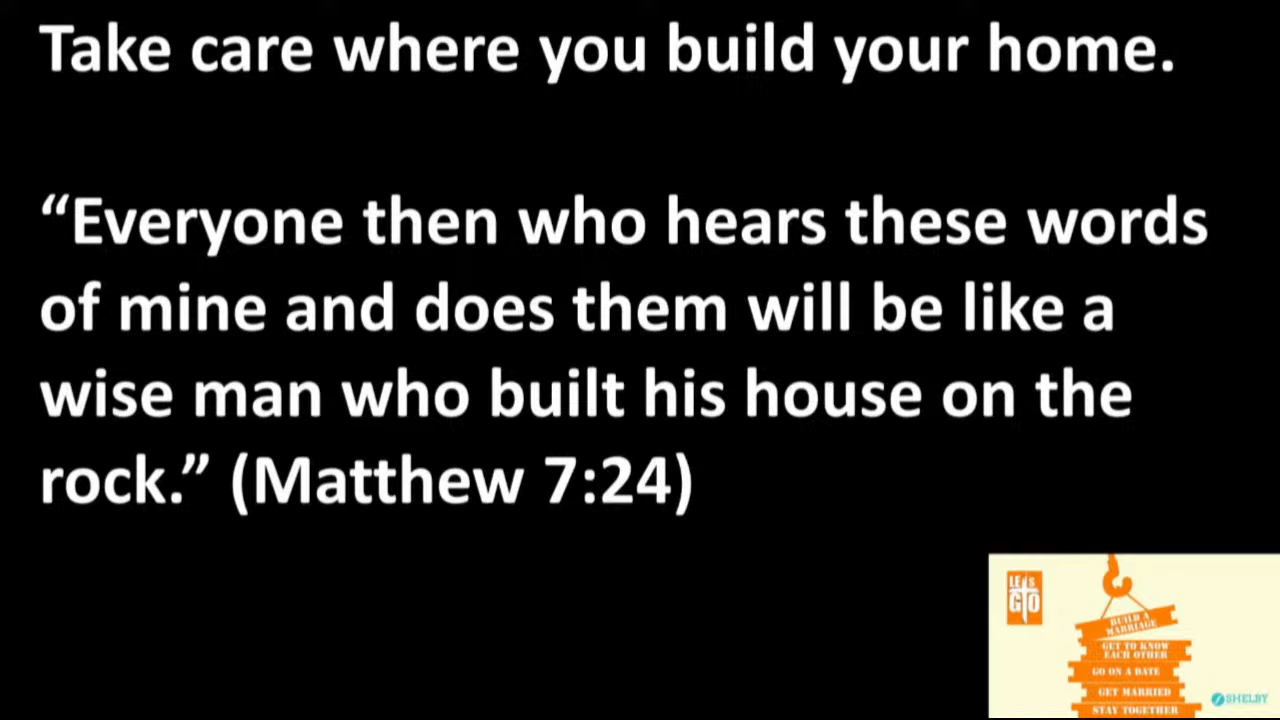 Take care where you build your home.
“Everyone then who hears these words
of mine and does them will be like a
wise man who built his house on the
rock.” (Matthew 7:24)
LETS
GO
BUILD A
MARRIAGE
GET TO KNOW
EACH OTHER
GO ON A DATE
GET MARRIED
STAY TOGETHER
SHELBY